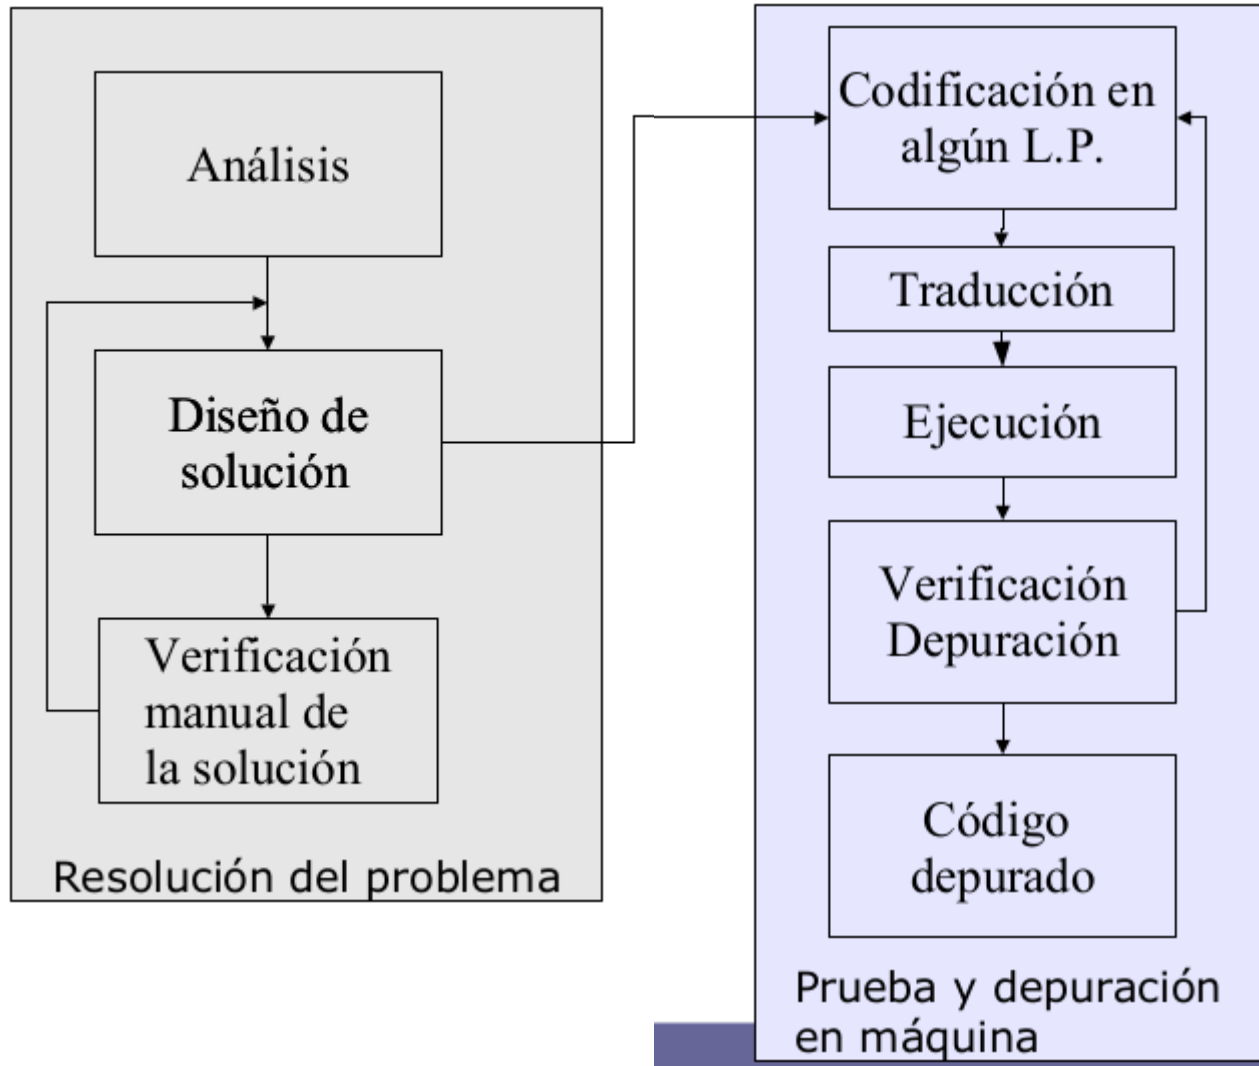 Análisis
Diseño de
solución
Verificación
manual de
la solución
Resolución del problema
Codificación en
algún L.P.
Traducción
Ejecución
Verificación
Depuración
Código
depurado
Prueba y depuración
en máquina